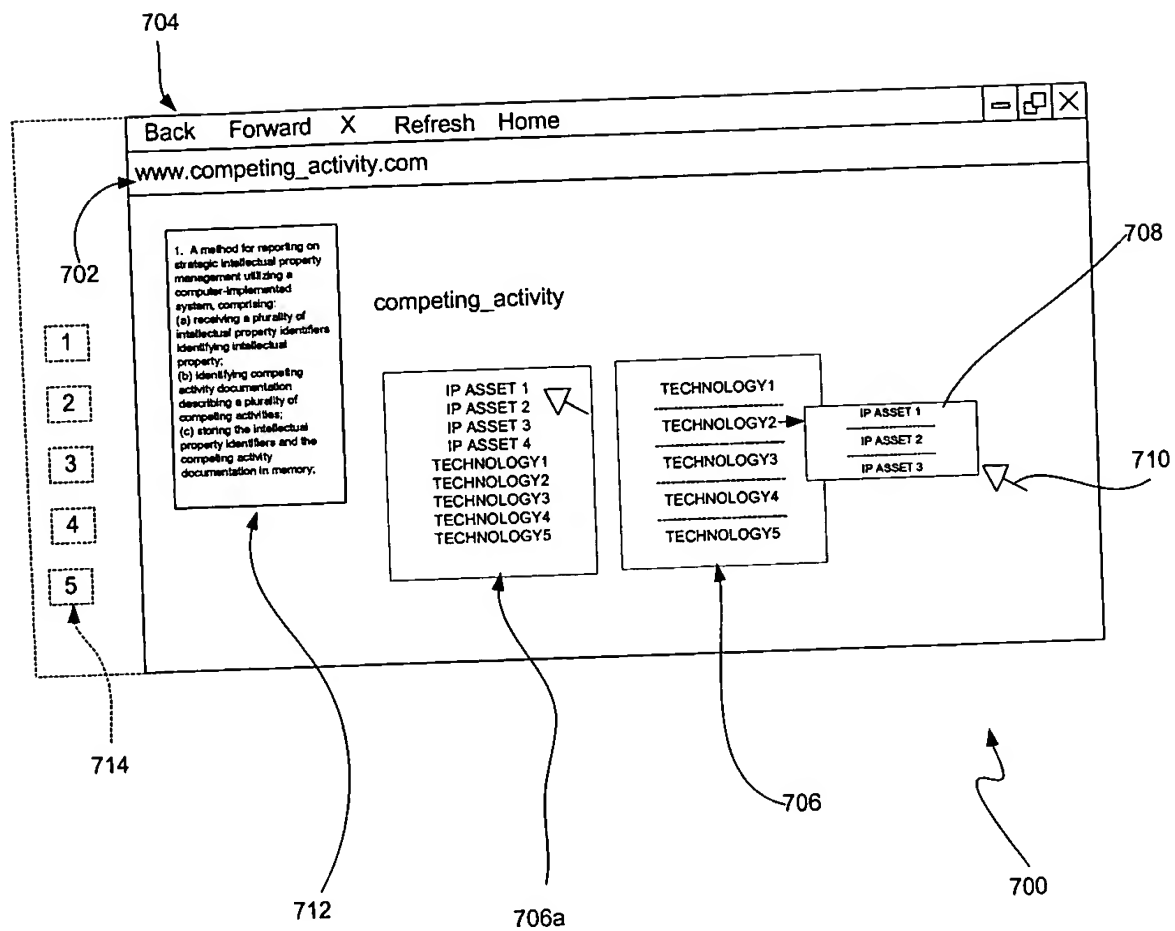 704
Back Forward X Refresh Home
www.competing_activity.com
702
708
1. A method for reporting on
strategic intellectual property
management utilizing a
computer-implemented
system, comprising:
(a) receiving a plurality of
intellectual property identifiers
identifying intellectual
property;
(b) identifying competing
activity documentation
describing a plurality of
competing activities;
(c) storing the intellectual
property identifiers and the
competing activity
documentation in memory;
competing_activity
1
2
3
4
5
IP ASSET 1
IP ASSET 2
IP ASSET 3
IP ASSET 4
TECHNOLOGY1
TECHNOLOGY2
TECHNOLOGY3
TECHNOLOGY4
TECHNOLOGY5
TECHNOLOGY1
TECHNOLOGY2
TECHNOLOGY3
TECHNOLOGY4
TECHNOLOGY5
IP ASSET 1
IP ASSET 2
IP ASSET 3
710
714
706
712
706a
700